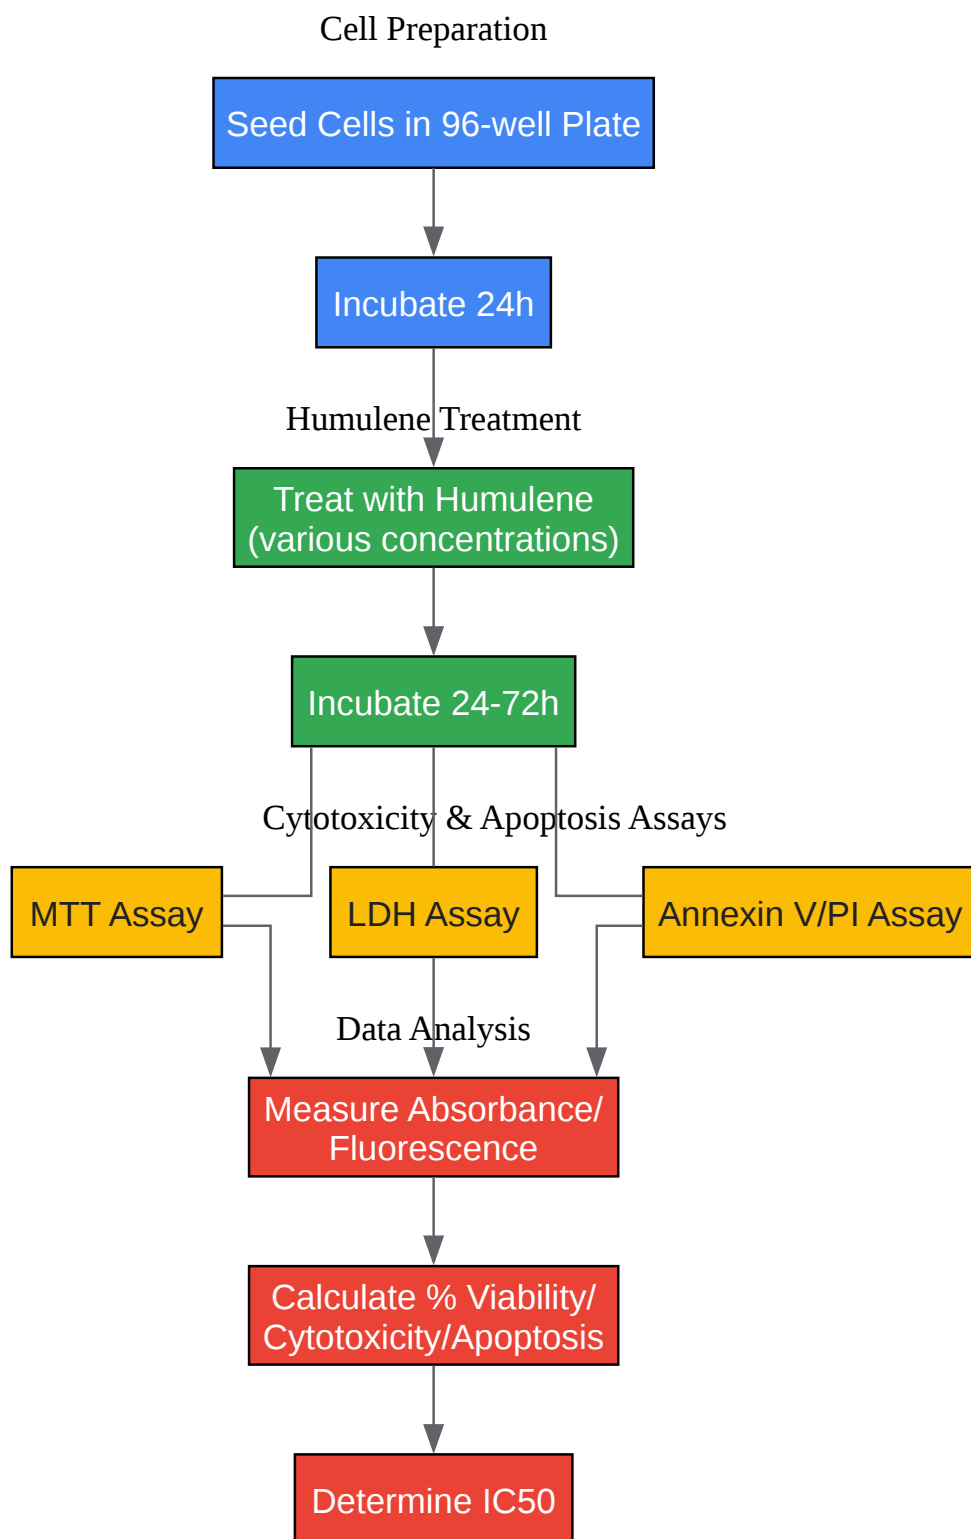 Cell Preparation
Seed Cells in 96-well Plate
Incubate 24h
Humulene Treatment
Treat with Humulene
(various concentrations)
Incubate 24-72h
Cytotoxicity & Apoptosis Assays
MTT Assay
LDH Assay
Annexin V/PI Assay
Data Analysis
Measure Absorbance/
Fluorescence
Calculate % Viability/
Cytotoxicity/Apoptosis
Determine IC50